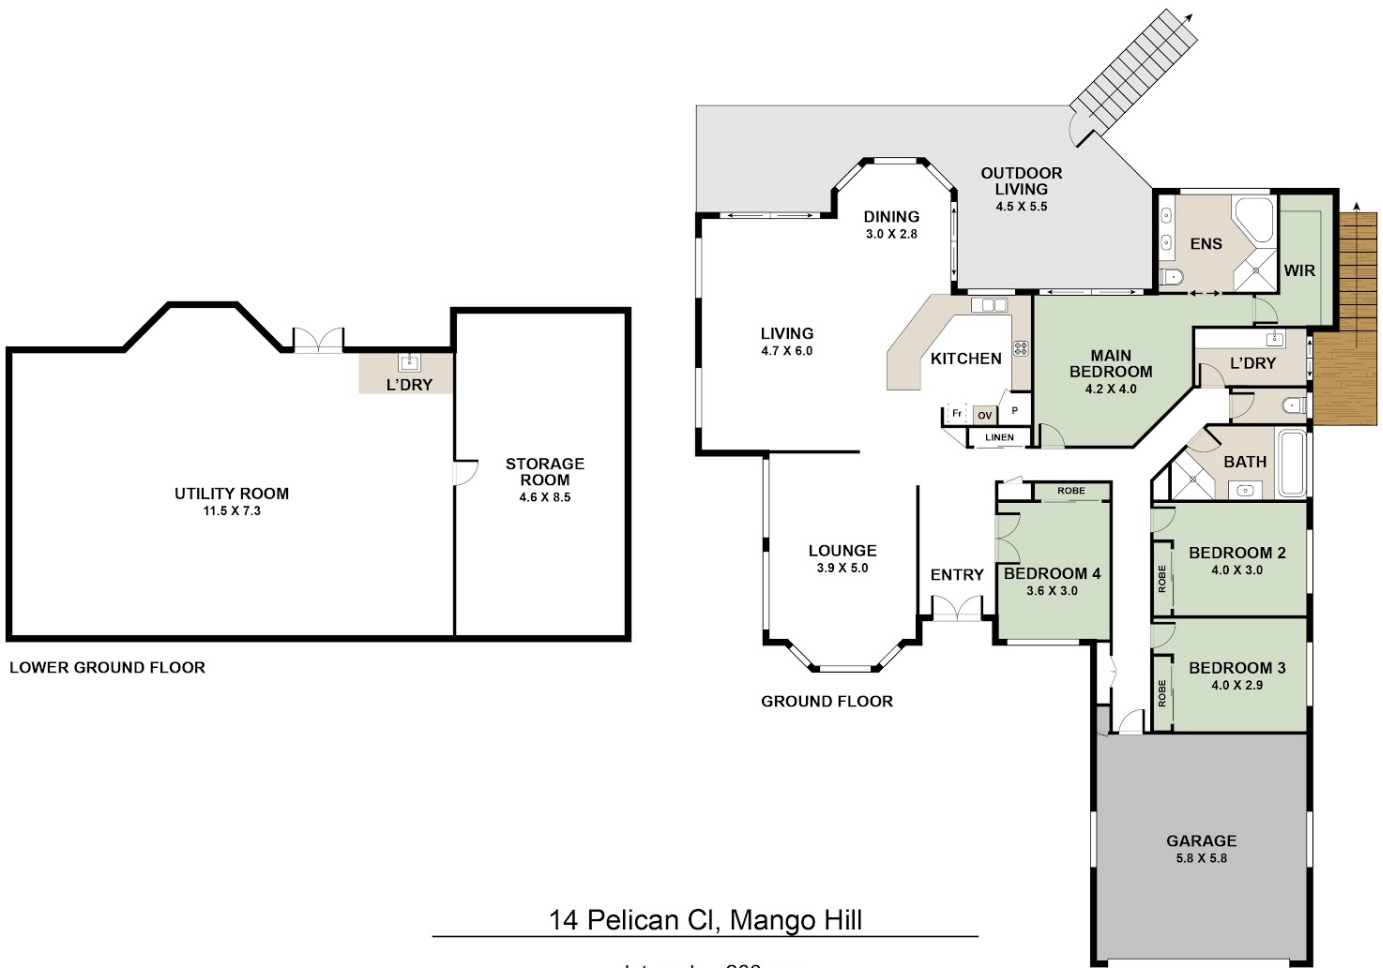 OUTDOOR
LIVING
4.5 X 5.5
DINING
3.0 X 2.8
ENS
WIR
LIVING
4.7 X 6.0
KITCHEN
MAIN
BEDROOM
4.2 X 4.0
L'DRY
Fr
OV
P
LINEN
BATH
ROBE
L'DRY
UTILITY ROOM
11.5 X 7.3
STORAGE
ROOM
4.6 X 8.5
LOUNGE
3.9 X 5.0
ENTRY
BEDROOM 4
3.6 X 3.0
BEDROOM 2
4.0 X 3.0
ROBE
BEDROOM 3
4.0 X 2.9
ROBE
LOWER GROUND FLOOR
GROUND FLOOR
GARAGE
5.8 X 5.8
14 Pelican Cl, Mango Hill